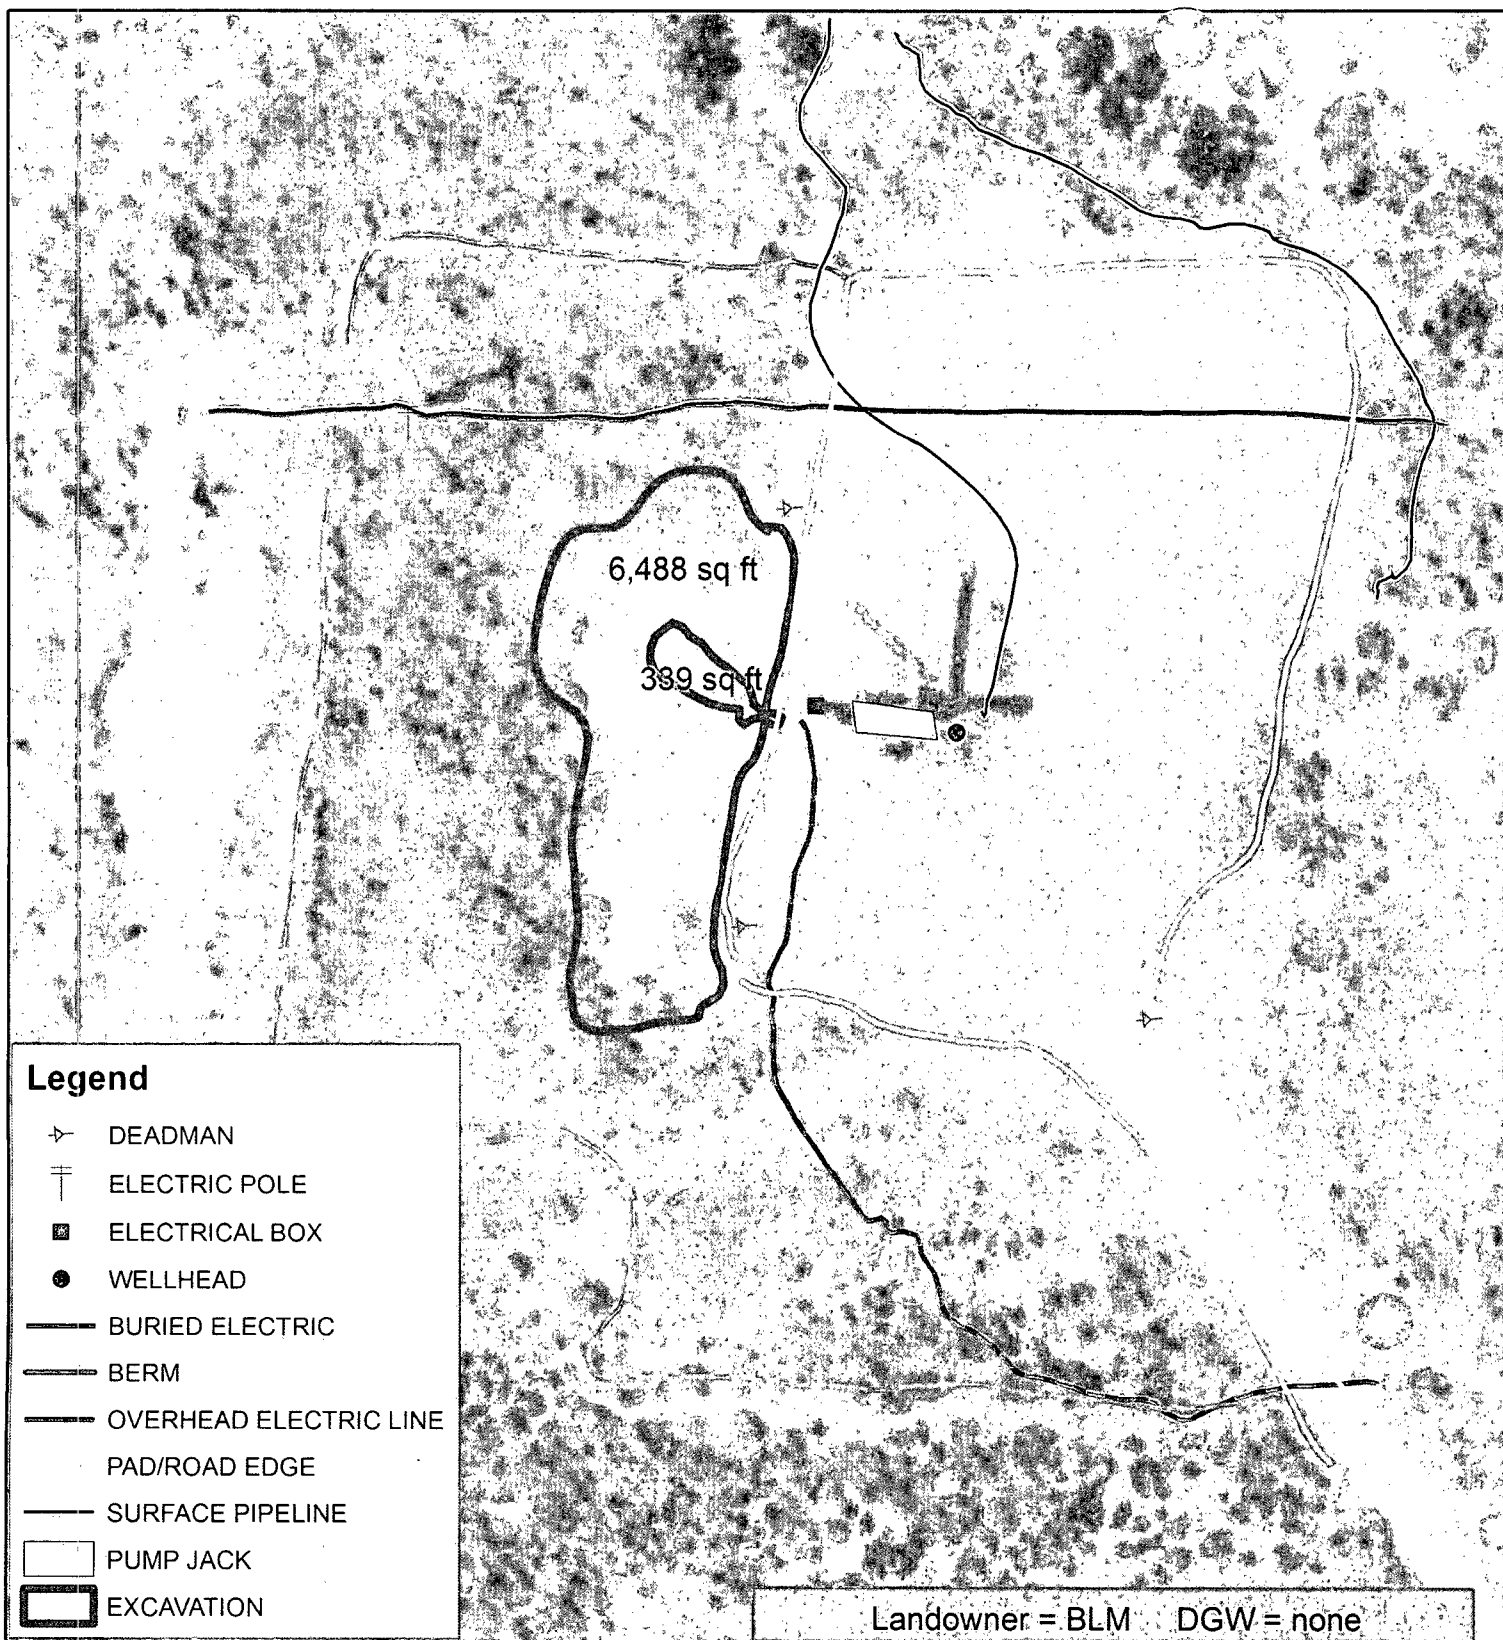 6,488 sq ft
339 sq ft
Legend
DEADMAN
ELECTRIC POLE
ELECTRICAL BOX
WELLHEAD
BURIED ELECTRIC
BERM
OVERHEAD ELECTRIC LINE
PAD/ROAD EDGE
SURFACE PIPELINE
PUMP JACK
EXCAVATION
Landowner = BLM DGW = none